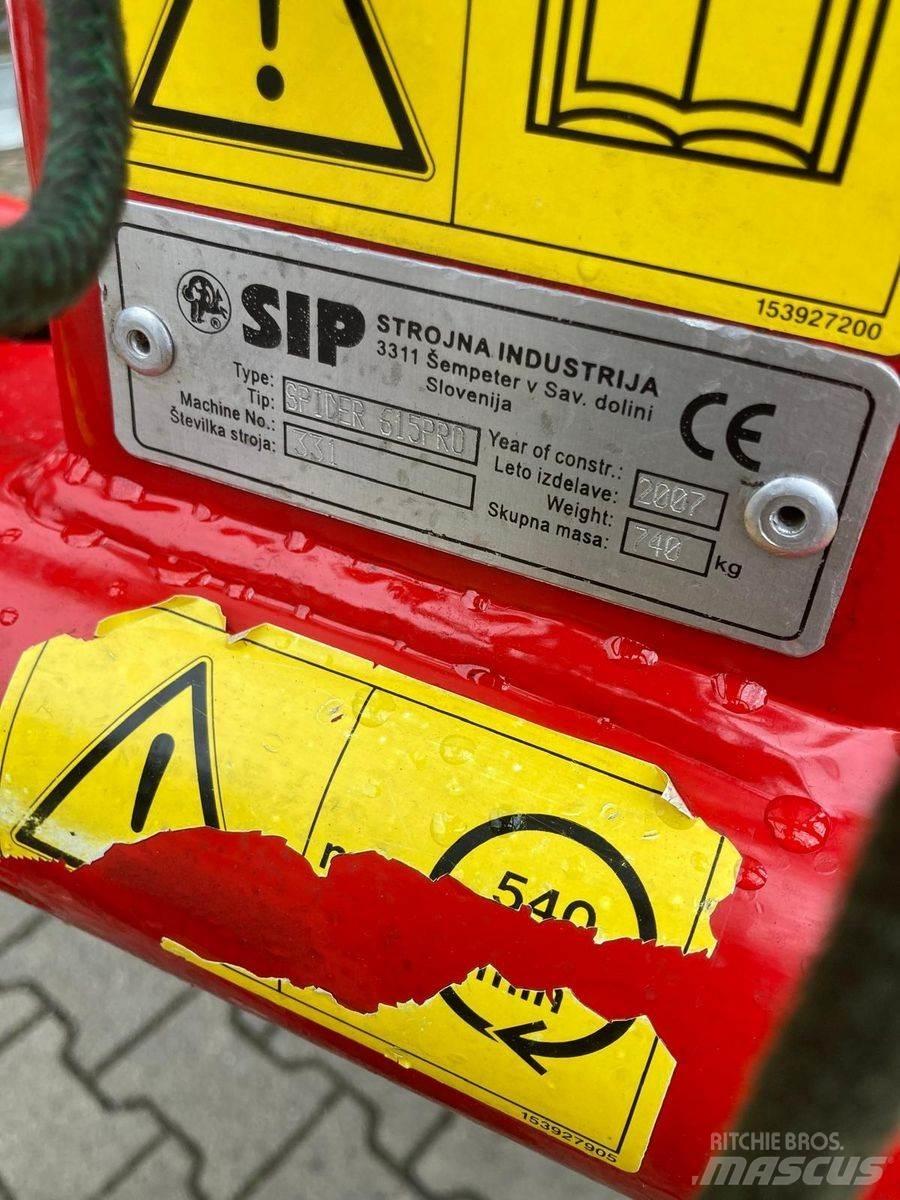 153927200
SIP STROJNA INDUSTRIJA
3311 Šempeter v Sav. dolini
Slovenija
CE
Type:
Tip: SPIDER 615PRO
Machine No.:
Številka stroja: 331
Year of constr.:
Leto izdelave: 2007
Weight:
Skupna masa: 740 kg
540
min
153927905
RITCHIE BROS.
MASCUS